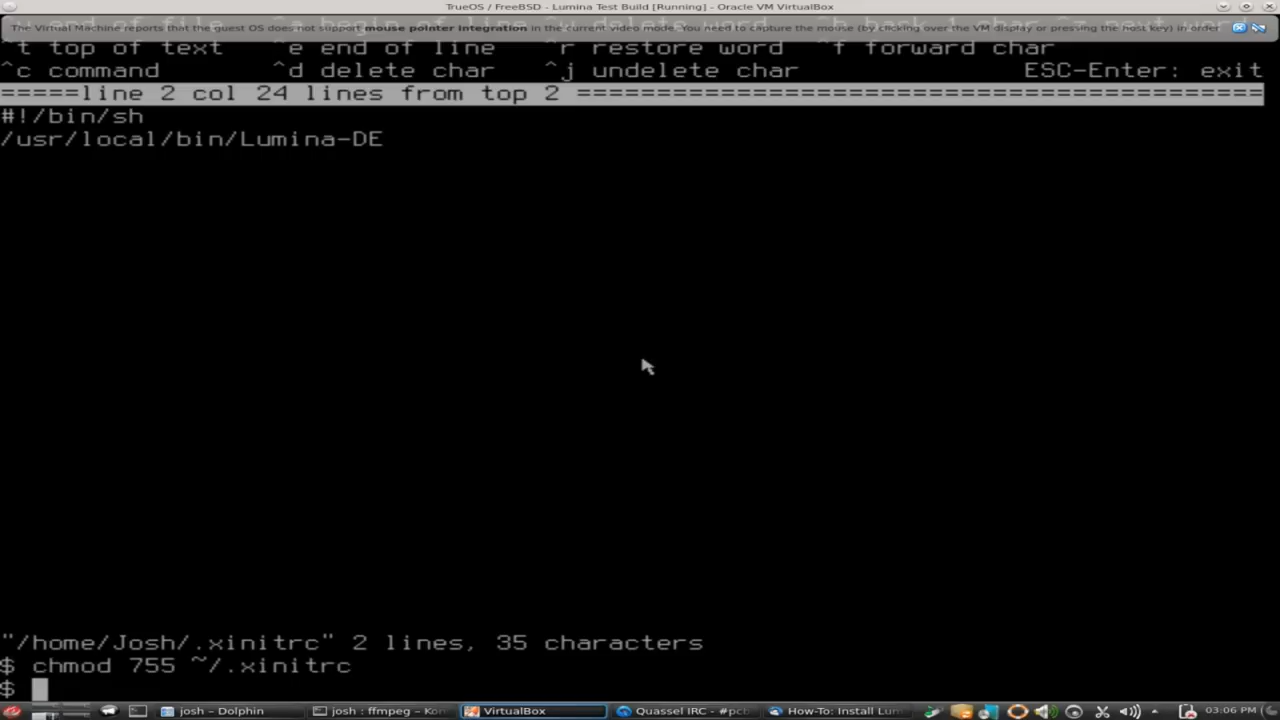 TrueOS / FreeBSD - Lumina Test Build [Running] - Oracle VM VirtualBox
The Virtual Machine reports that the guest OS does not support mouse pointer integration in the current video mode. You need to capture the mouse (by clicking over the VM display or pressing the host key) in order
^t top of text ^e end of line ^r restore word ^f forward char
^c command ^d delete char ^j undelete char ESC-Enter: exit
=====line 2 col 24 lines from top 2 ============================================
#!/bin/sh
/usr/local/bin/Lumina-DE
"/home/Josh/.xinitrc" 2 lines, 35 characters
$ chmod 755 ~/.xinitrc
$
josh – Dolphin josh : ffmpeg – Kon VirtualBox Quassel IRC – #pcb How-To: Install Lum 03:06 PM